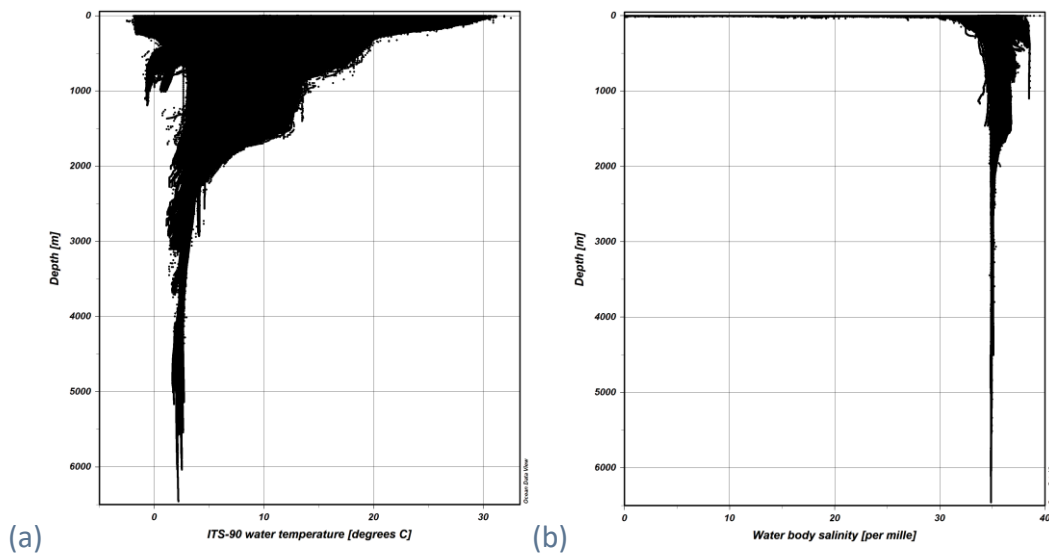 0
1000
2000
3000
4000
5000
6000
Depth [m]
0 10 20 30
ITS-90 water temperature [degrees C]
Ocean Data View
(a)
0
1000
2000
3000
4000
5000
6000
Depth [m]
0 10 20 30 40
Water body salinity [per mille]
(b)